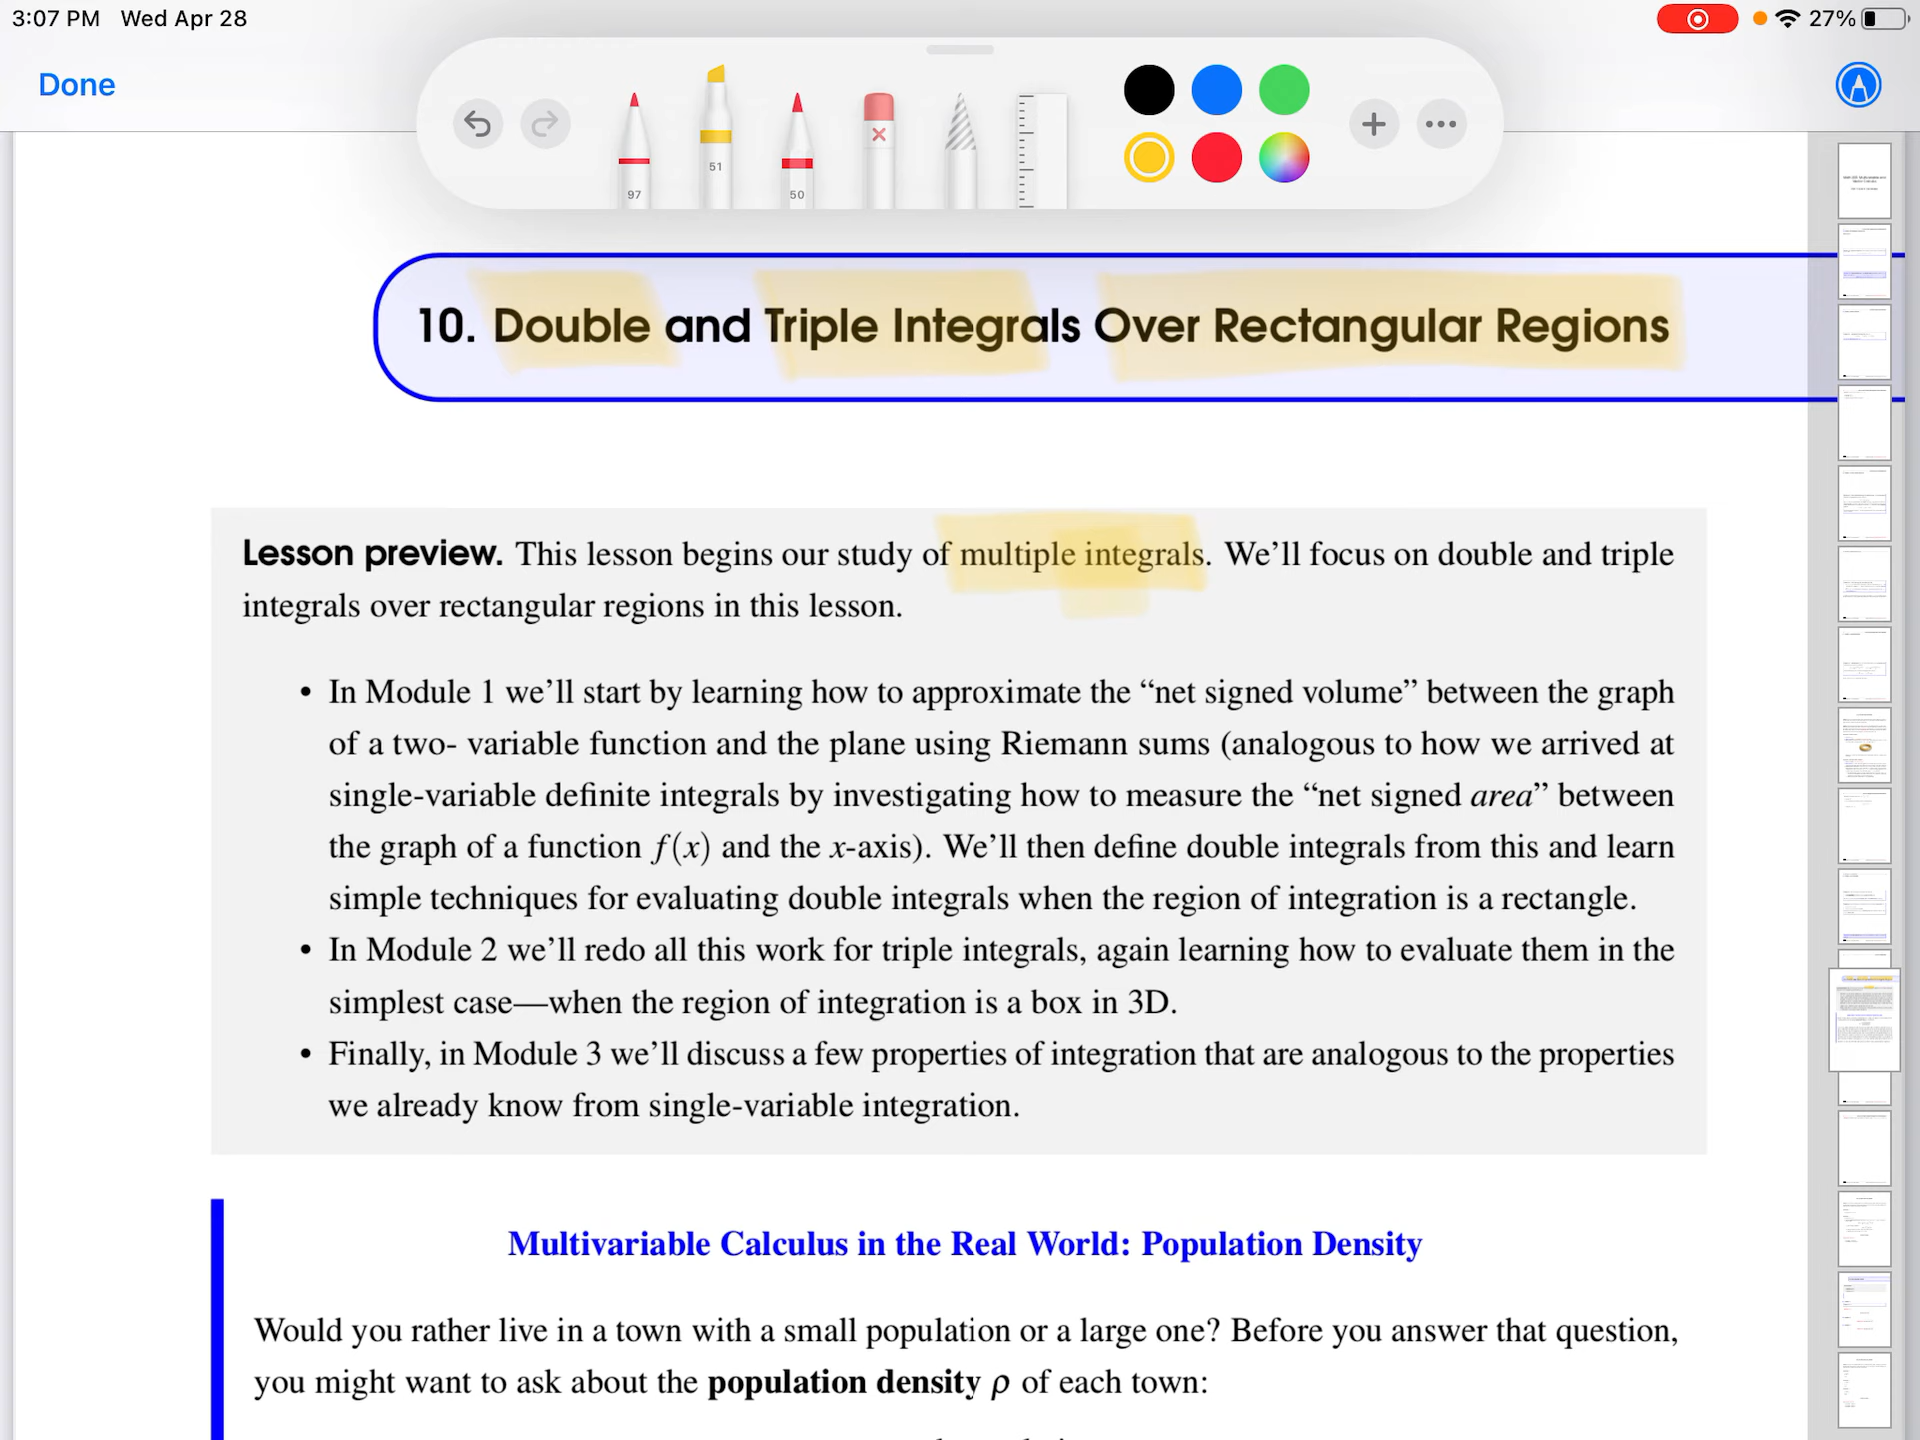 3:07 PM Wed Apr 28
27%
Done
97
51
50
10. Double and Triple Integrals Over Rectangular Regions
Lesson preview. This lesson begins our study of multiple integrals. We’ll focus on double and triple
integrals over rectangular regions in this lesson.
• In Module 1 we’ll start by learning how to approximate the “net signed volume” between the graph
of a two- variable function and the plane using Riemann sums (analogous to how we arrived at
single-variable definite integrals by investigating how to measure the “net signed area” between
the graph of a function f(x) and the x-axis). We’ll then define double integrals from this and learn
simple techniques for evaluating double integrals when the region of integration is a rectangle.
• In Module 2 we’ll redo all this work for triple integrals, again learning how to evaluate them in the
simplest case—when the region of integration is a box in 3D.
• Finally, in Module 3 we’ll discuss a few properties of integration that are analogous to the properties
we already know from single-variable integration.
Multivariable Calculus in the Real World: Population Density
Would you rather live in a town with a small population or a large one? Before you answer that question,
you might want to ask about the population density ρ of each town: